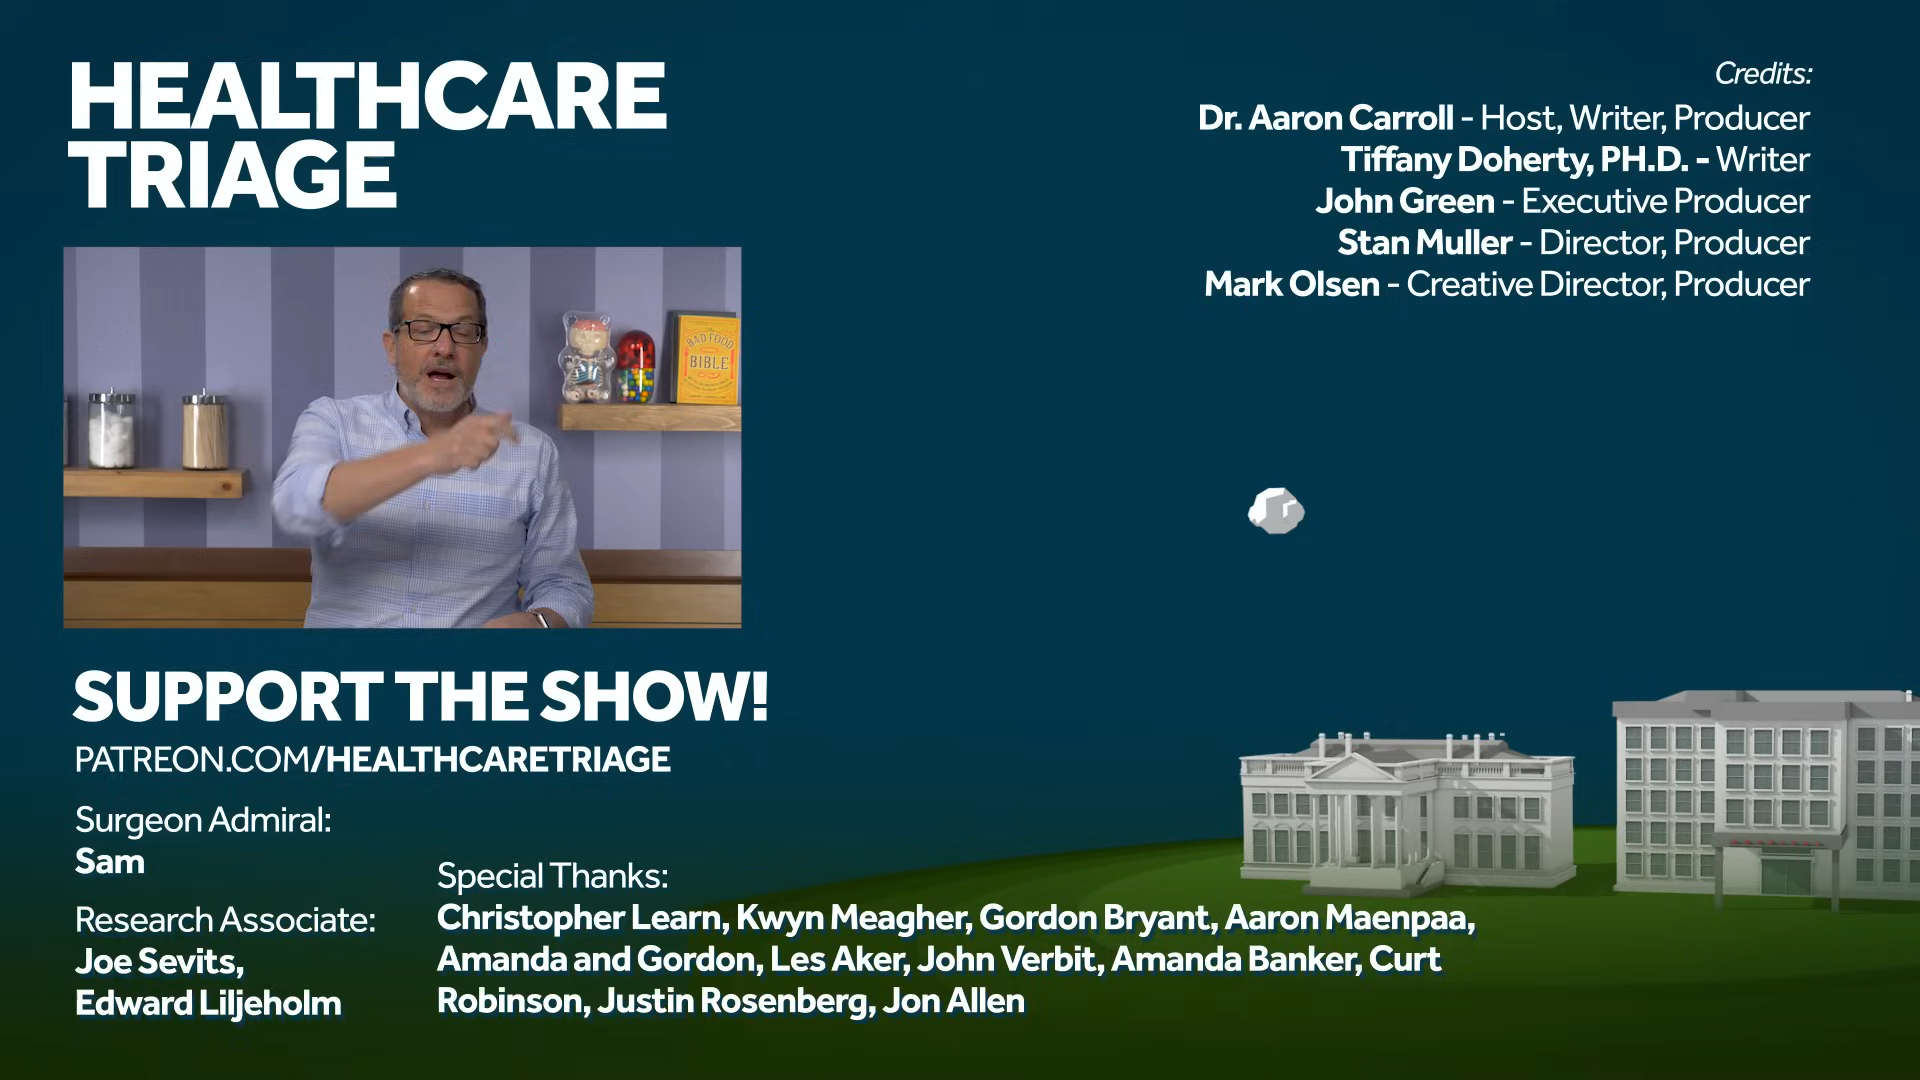 HEALTHCARE
TRIAGE
Credits:
Dr. Aaron Carroll - Host, Writer, Producer
Tiffany Doherty, PH.D. - Writer
John Green - Executive Producer
Stan Muller - Director, Producer
Mark Olsen - Creative Director, Producer
THE
BAD FOOD
BIBLE
SUPPORT THE SHOW!
PATREON.COM/HEALTHCARETRIAGE
Surgeon Admiral:
Sam
Research Associate:
Joe Sevits,
Edward Liljeholm
Special Thanks:
Christopher Learn, Kwyn Meagher, Gordon Bryant, Aaron Maenpaa,
Amanda and Gordon, Les Aker, John Verbit, Amanda Banker, Curt
Robinson, Justin Rosenberg, Jon Allen